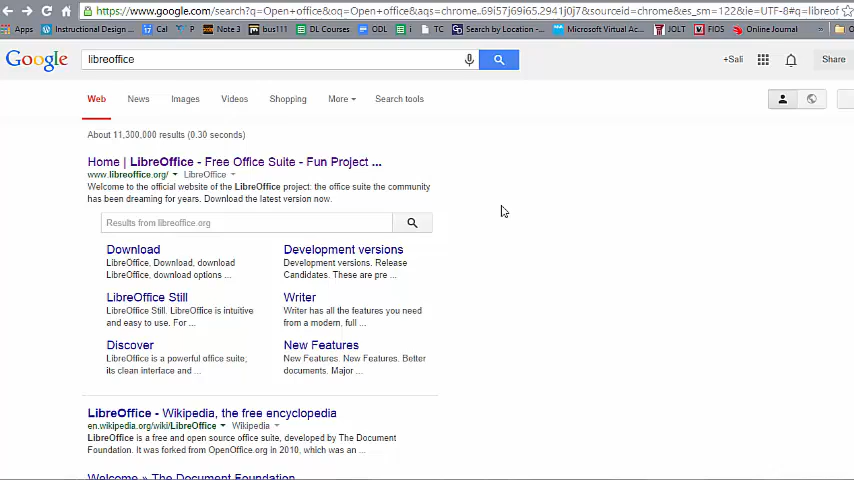 https://www.google.com/search?q=Open+office&oq=Open+office&aqs=chrome..69i57j69i65.2941j0j7&sourceid=chrome&es_sm=122&ie=UTF-8#q=libreof
Apps Instructional Design ... Cal P Note 3 bus111 DL Courses ODL i TC Search by Location -... Microsoft Virtual Ac... JOLT FIOS Online Journal O
Google libreoffice +Sali Share
Web News Images Videos Shopping More Search tools
About 11,300,000 results (0.30 seconds)
Home | LibreOffice - Free Office Suite - Fun Project ...
www.libreoffice.org/ LibreOffice
Welcome to the official website of the LibreOffice project: the office suite the community
has been dreaming for years. Download the latest version now.
Results from libreoffice.org
Download Development versions
LibreOffice, Download, download Development versions. Release
LibreOffice, download options ... Candidates. These are pre ...
LibreOffice Still Writer
LibreOffice Still. LibreOffice is intuitive Writer has all the features you need
and easy to use. For ... from a modern, full ...
Discover New Features
LibreOffice is a powerful office suite; New Features. New Features. Better
its clean interface and ... documents. Major ...
LibreOffice - Wikipedia, the free encyclopedia
en.wikipedia.org/wiki/LibreOffice Wikipedia
LibreOffice is a free and open source office suite, developed by The Document
Foundation. It was forked from OpenOffice.org in 2010, which was an ...
Welcome » The Document Foundation